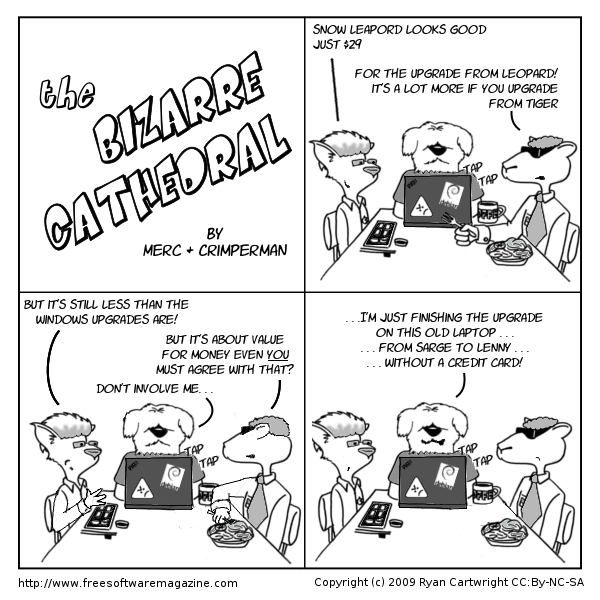 the
BIZARRE
CATHEDRAL
BY
MERC + CRIMPERMAN
SNOW LEAPORD LOOKS GOOD
JUST $29
FOR THE UPGRADE FROM LEOPARD!
IT'S A LOT MORE IF YOU UPGRADE
FROM TIGER
TAP
TAP
BUT IT'S STILL LESS THAN THE
WINDOWS UPGRADES ARE!
BUT IT'S ABOUT VALUE
FOR MONEY EVEN YOU
MUST AGREE WITH THAT?
DON'T INVOLVE ME. . .
TAP
TAP
. . .I'M JUST FINISHING THE UPGRADE
ON THIS OLD LAPTOP . . .
. . . FROM SARGE TO LENNY . . .
. . . WITHOUT A CREDIT CARD!
TAP
TAP
http://www.freesoftwaremagazine.com
Copyright (c) 2009 Ryan Cartwright CC:By-NC-SA